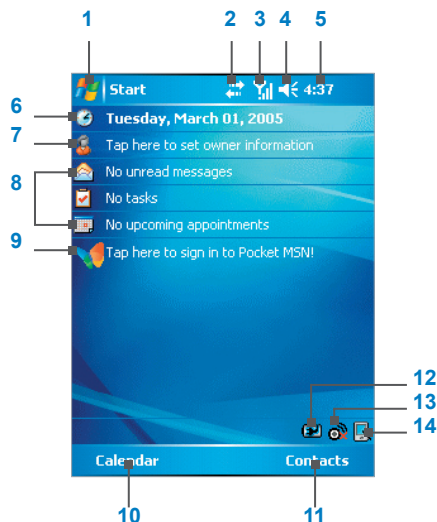 1 2 3 4 5
Start 4:37
6 Tuesday, March 01, 2005
7 Tap here to set owner information
8 No unread messages
No tasks
No upcoming appointments
9 Tap here to sign in to Pocket MSN!
12
13
14
Calendar Contacts
10 11